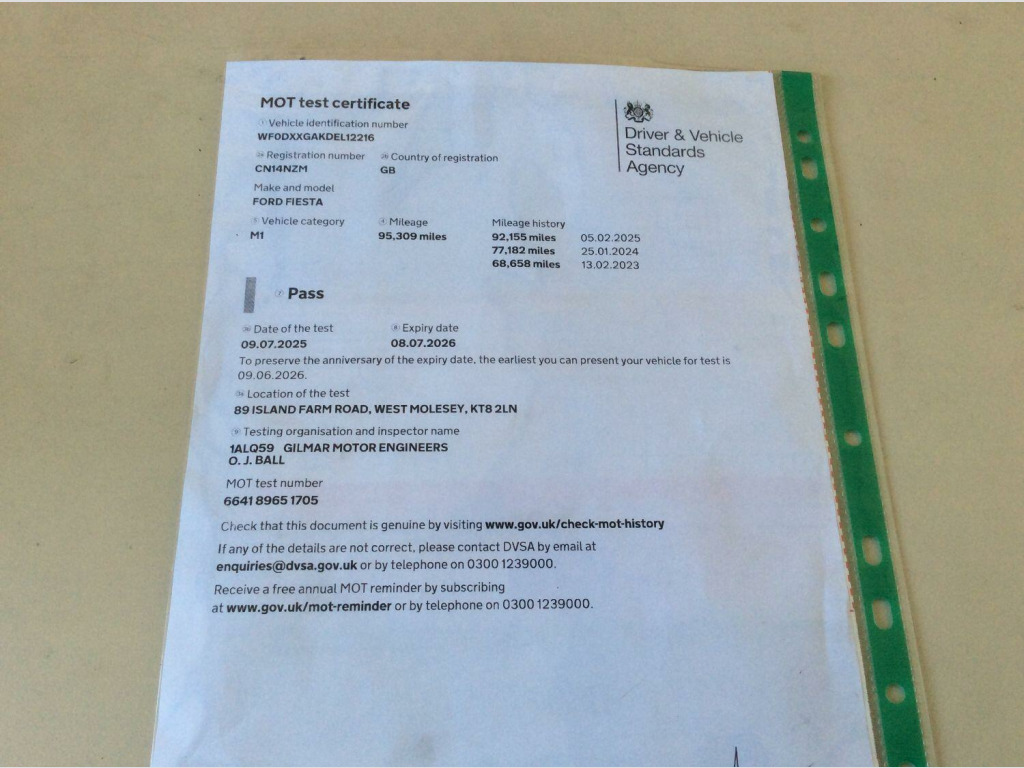 MOT test certificate
Vehicle identification number
WF0DXXGAKDEL12216
Registration number
Country of registration
CN14NZM
GB
Make and model
FORD FIESTA
Vehicle category
Mileage
Mileage history
M1
95,309 miles
92,155 miles 05.02.2025
77,182 miles 25.01.2024
68,658 miles 13.02.2023
Pass
Date of the test
Expiry date
09.07.2025
08.07.2026
To preserve the anniversary of the expiry date, the earliest you can present your vehicle for test is
09.06.2026.
Location of the test
89 ISLAND FARM ROAD, WEST MOLESEY, KT8 2LN
Testing organisation and inspector name
1ALQ59 GILMAR MOTOR ENGINEERS
O. J. BALL
MOT test number
6641 8965 1705
Check that this document is genuine by visiting www.gov.uk/check-mot-history
If any of the details are not correct, please contact DVSA by email at
enquiries@dvsa.gov.uk or by telephone on 0300 1239000.
Receive a free annual MOT reminder by subscribing
at www.gov.uk/mot-reminder or by telephone on 0300 1239000.
Driver & Vehicle
Standards
Agency